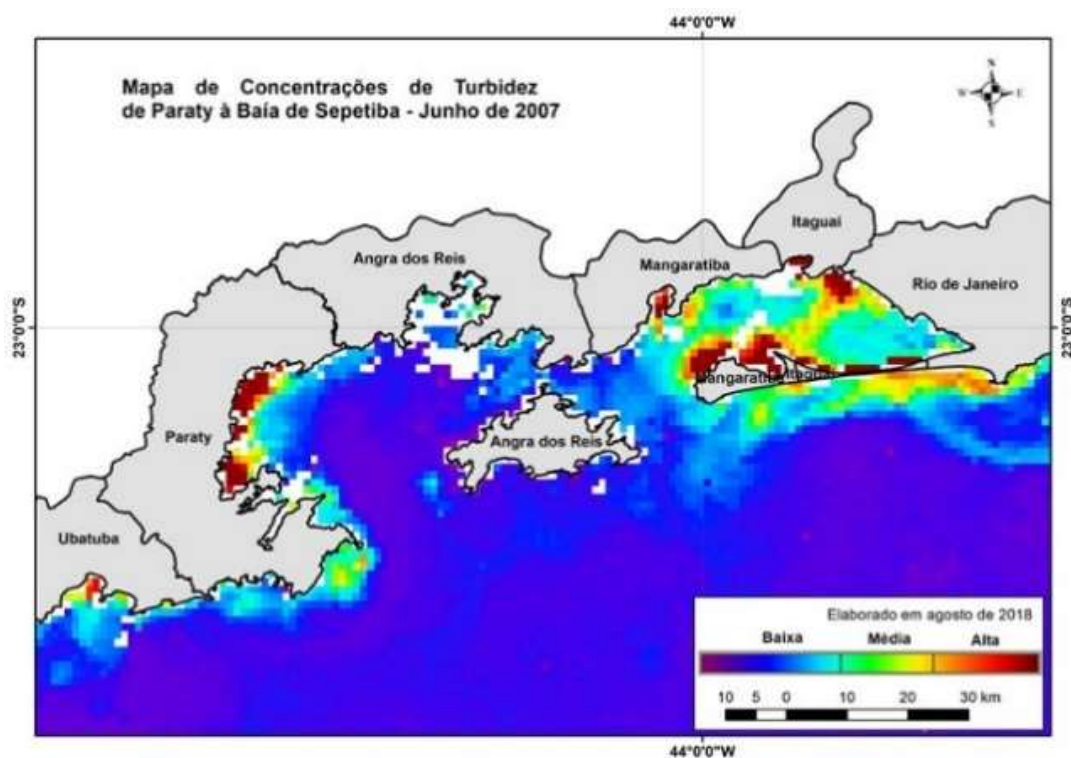 44°0'0"W
Mapa de Concentrações de Turbidez
de Paraty à Baía de Sepetiba - Junho de 2007
W E
N
S
Itaguaí
Angra dos Reis
Mangaratiba
Rio de Janeiro
23°0'0"S
23°0'0"S
Mangaratiba
Itaguaí
Paraty
Angra dos Reis
Ubatuba
Elaborado em agosto de 2018
Baixa Média Alta
10 5 0 10 20 30 km
44°0'0"W